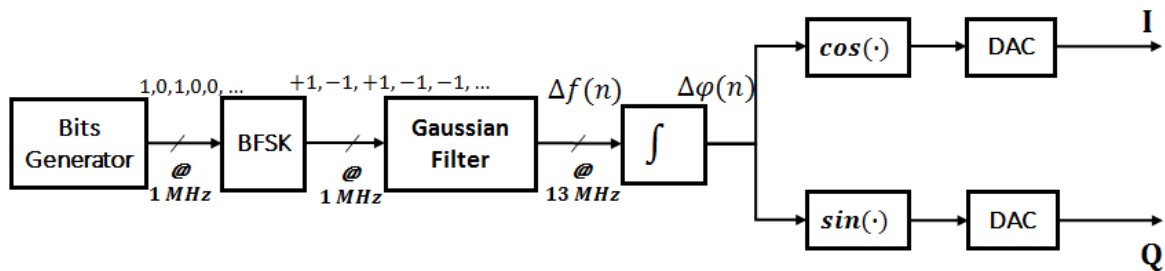 1,0,1,0,0, ...
+1,−1,+1,−1,−1, ...
Bits
Generator
@
1 MHz
BFSK
@
1 MHz
Gaussian
Filter
Δf(n)
@
13 MHz
∫
Δφ(n)
cos(·)
DAC
I
sin(·)
DAC
Q